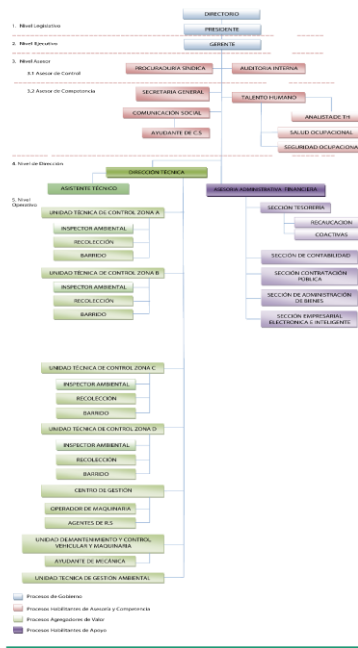 DIRECTORIO
1. Nivel Legislativo
PRESIDENTE
2. Nivel Ejecutivo
GERENTE
3. Nivel Asesor
PROCURADURIA SINDICA
AUDITORIA INTERNA
3.1 Asesor de Control
3.2 Asesor de Competencia
SECRETARIA GENERAL
TALENTO HUMANO
COMUNICACIÓN SOCIAL
ANALISTA DE TH
AYUDANTE DE C.S
SALUD OCUPACIONAL
SEGURIDAD OCUPACIONAL
4. Nivel de Dirección
DIRECCIÓN TÉCNICA
ASISTENTE TÉCNICO
ASESORIA ADMINISTRATIVA-FINANCIERA
5. Nivel
Operativo
SECCIÓN TESORERÍA
UNIDAD TÉCNICA DE CONTROL ZONA A
RECAUCACION
INSPECTOR AMBIENTAL
COACTIVAS
RECOLECCIÓN
BARRIDO
SECCIÓN DE CONTABILIDAD
UNIDAD TÉCNICA DE CONTROL ZONA B
SECCIÓN CONTRATACIÓN
PÚBLICA
INSPECTOR AMBIENTAL
RECOLECCIÓN
SECCIÓN DE ADMINISTRACIÓN
DE BIENES
BARRIDO
SECCIÓN EMPRESARIAL
ELECTRONICA E INTELIGENTE
UNIDAD TÉCNICA DE CONTROL ZONA C
INSPECTOR AMBIENTAL
RECOLECCIÓN
BARRIDO
UNIDAD TÉCNICA DE CONTROL ZONA D
INSPECTOR AMBIENTAL
RECOLECCIÓN
BARRIDO
CENTRO DE GESTIÓN
OPERADOR DE MAQUINARIA
AGENTES DE R.S
UNIDAD DE MANTENIMIENTO Y CONTROL
VEHICULAR Y MAQUINARIA
AYUDANTE DE MECÁNICA
UNIDAD TECNICA DE GESTIÓN AMBIENTAL
Procesos de Gobierno
Procesos Habilitantes de Asesoría y Competencia
Procesos Agregadores de Valor
Procesos Habilitantes de Apoyo